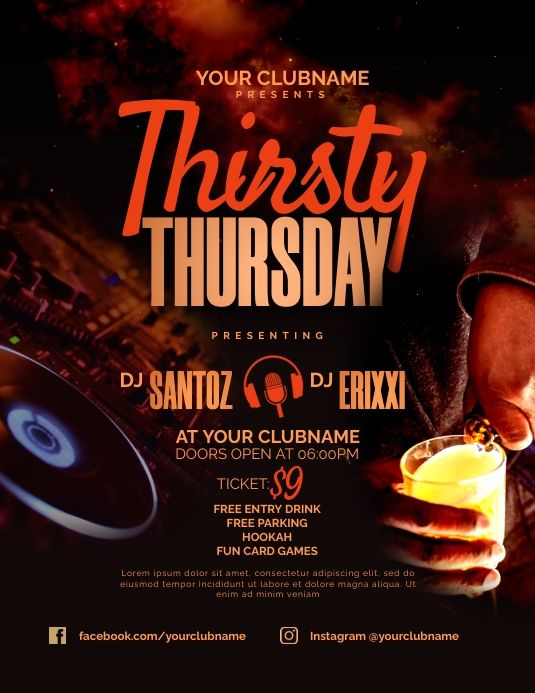 YOUR CLUBNAME
PRESENTS
Thirsty
THURSDAY
PRESENTING
DJ SANTOZ DJ ERIXXI
AT YOUR CLUBNAME
DOORS OPEN AT 06:00PM
TICKET:$9
FREE ENTRY DRINK
FREE PARKING
HOOKAH
FUN CARD GAMES
Lorem ipsum dolor sit amet, consectetur adipiscing elit, sed do
eiusmod tempor incididunt ut labore et dolore magna aliqua. Ut
enim ad minim veniam
facebook.com/yourclubname Instagram @yourclubname